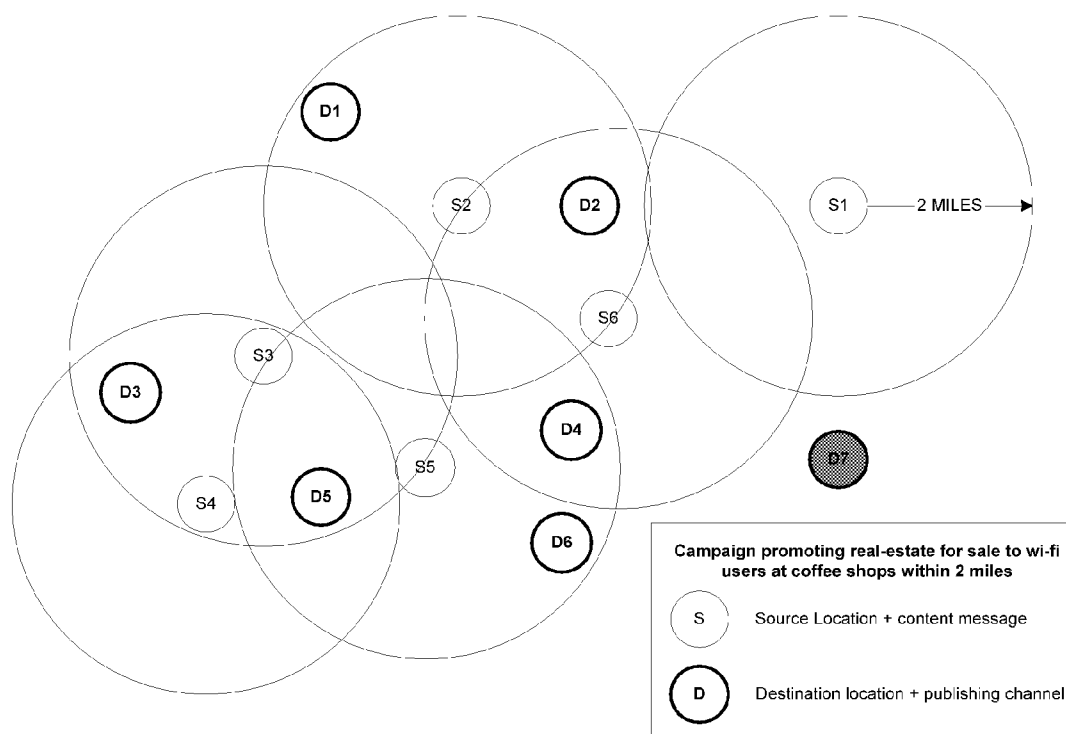 D1
S2
D2
S1
2 MILES
S6
S3
D3
D4
S5
D7
S4
D5
D6
Campaign promoting real-estate for sale to wi-fi
users at coffee shops within 2 miles
S
Source Location + content message
D
Destination location + publishing channel